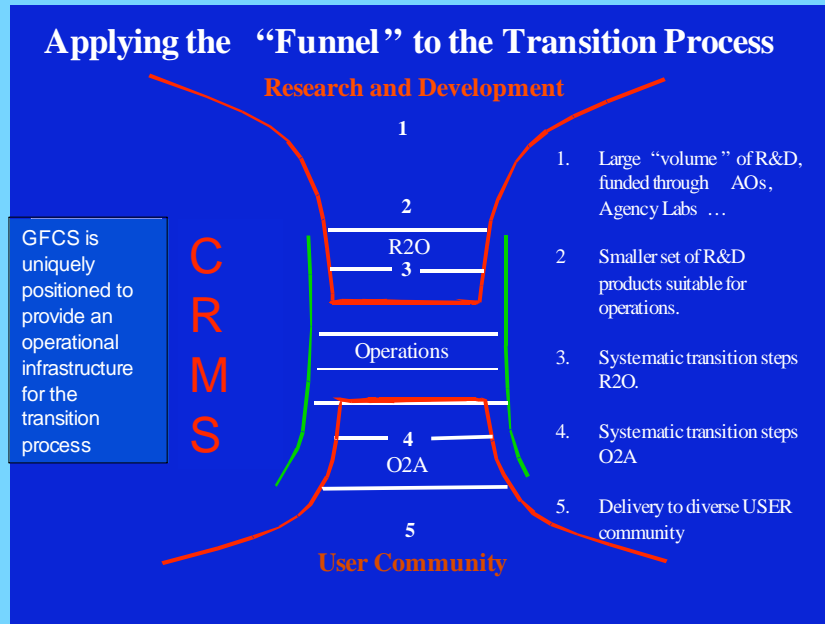 Applying the “Funnel” to the Transition Process
Research and Development
1
2
R2O
3
Operations
4
O2A
5
User Community
GFCS is
uniquely
positioned to
provide an
operational
infrastructure
for the
transition
process
C
R
M
S
1. Large “volume” of R&D,
funded through AOs,
Agency Labs …
2 Smaller set of R&D
products suitable for
operations.
3. Systematic transition steps
R2O.
4. Systematic transition steps
O2A
5. Delivery to diverse USER
community